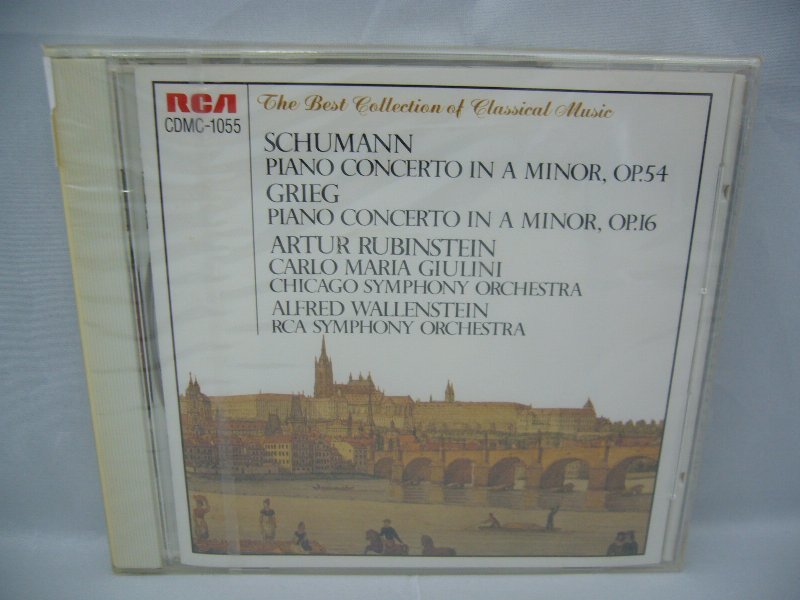 RCA
CDMC-1055
The Best Collection of Classical Music
SCHUMANN
PIANO CONCERTO IN A MINOR, OP.54
GRIEG
PIANO CONCERTO IN A MINOR, OP.16
ARTUR RUBINSTEIN
CARLO MARIA GIULINI
CHICAGO SYMPHONY ORCHESTRA
ALFRED WALLENSTEIN
RCA SYMPHONY ORCHESTRA